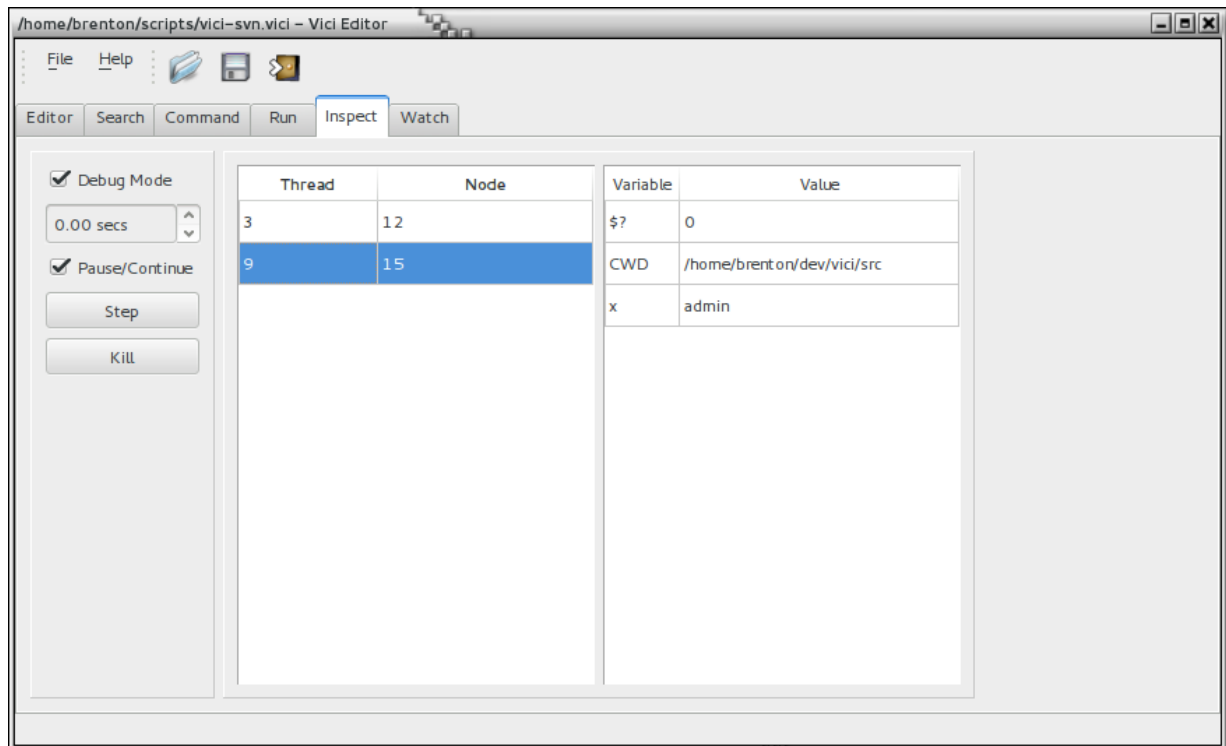 /home/brenton/scripts/vici-svn.vici - Vici Editor
File Help
Editor Search Command Run Inspect Watch
Debug Mode
0.00 secs
Pause/Continue
Step
Kill
Thread Node
3 12
9 15
Variable Value
$? 0
CWD /home/brenton/dev/vici/src
x admin